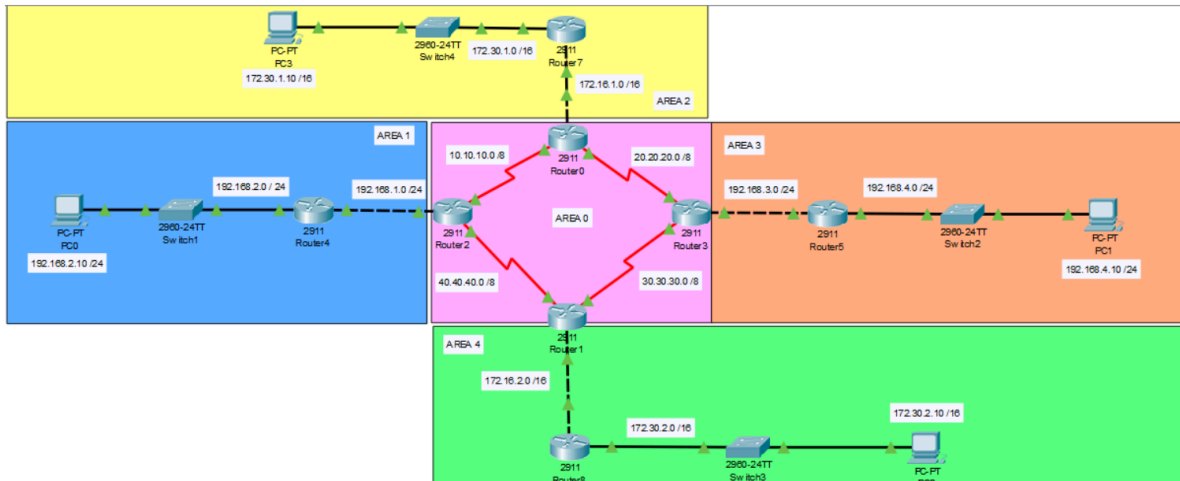 PC-PT
PC3
172.30.1.10 /16
2960-24TT
Switch4
172.30.1.0 /16
2911
Router7
172.16.1.0 /16
AREA 2
AREA 1
192.168.2.0 / 24
192.168.1.0 /24
PC-PT
PC0
192.168.2.10 /24
2960-24TT
Switch1
2911
Router4
10.10.10.0 /8
2911
Router0
20.20.20.0 /8
AREA 0
2911
Router2
2911
Router3
40.40.40.0 /8
30.30.30.0 /8
2911
Router1
AREA 3
192.168.3.0 /24
192.168.4.0 /24
2911
Router5
2960-24TT
Switch2
PC-PT
PC1
192.168.4.10 /24
AREA 4
172.16.2.0 /16
172.30.2.0 /16
172.30.2.10 /16
2911
2960-24TT
Switch3
PC-PT